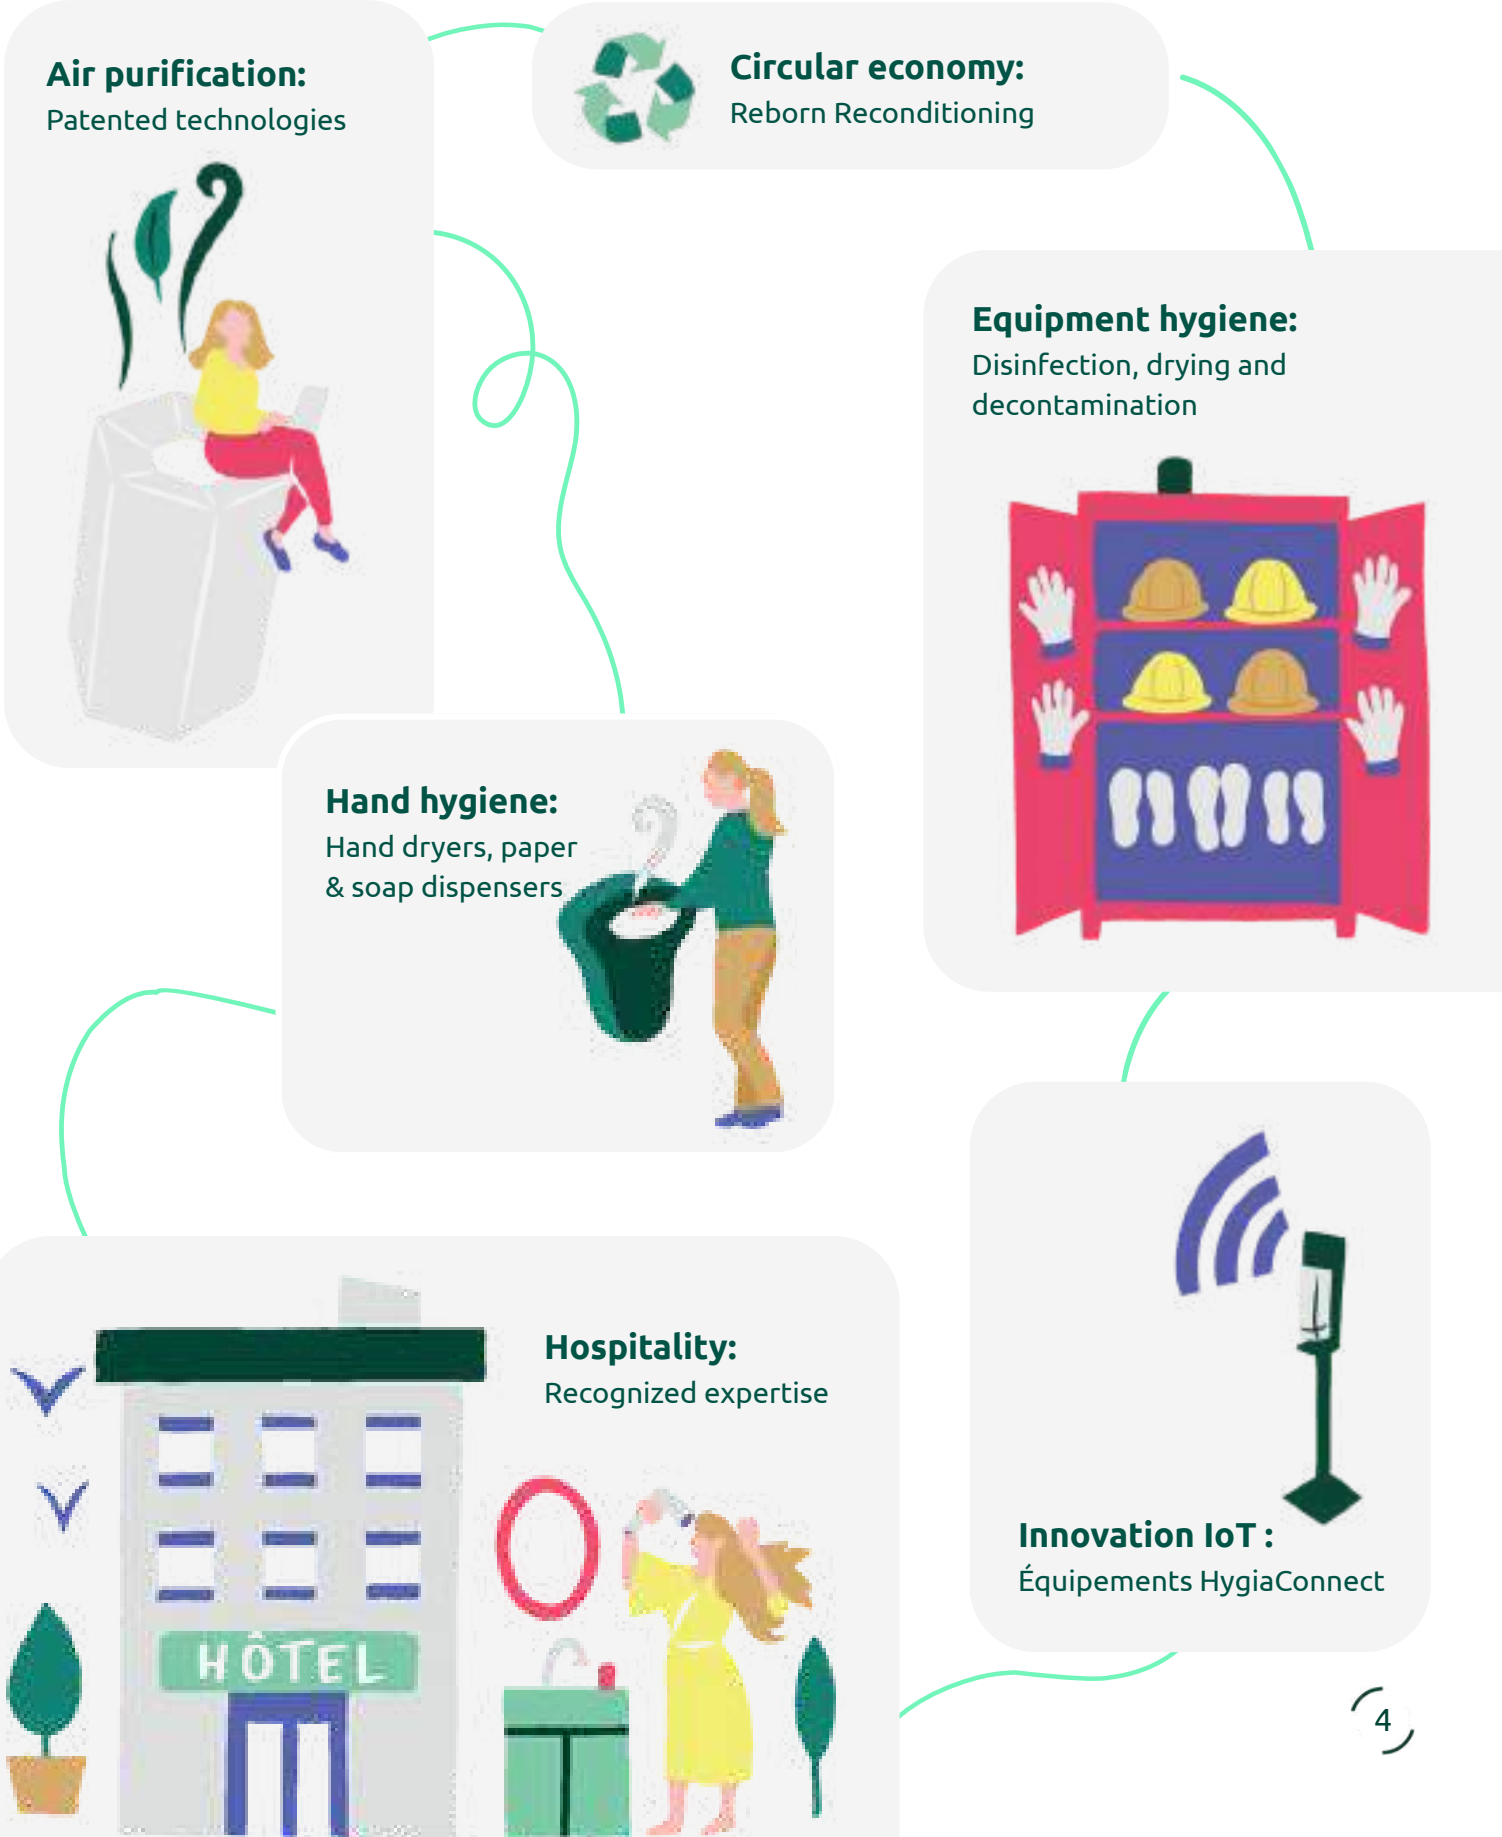 Air purification:
Patented technologies
Circular economy:
Reborn Reconditioning
Equipment hygiene:
Disinfection, drying and
decontamination
Hand hygiene:
Hand dryers, paper
& soap dispensers
Hospitality:
Recognized expertise
HÔTEL
Innovation IoT :
Équipements HygiaConnect
4